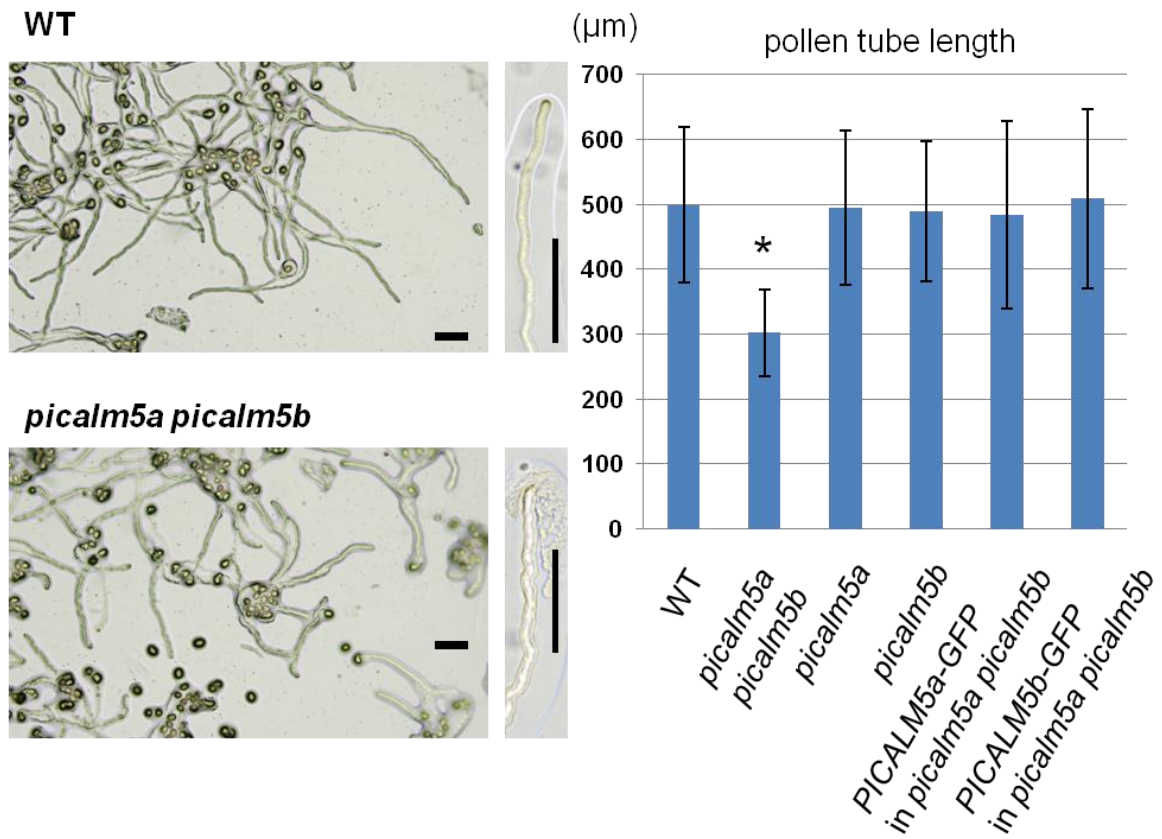 WT
picalm5a picalm5b
(μm)
pollen tube length
700
600
500
400
300
200
100
0
*
WT
picalm5a
picalm5b
picalm5a
picalm5b
PICALM5a-GFP
in picalm5a picalm5b
PICALM5b-GFP
in picalm5a picalm5b